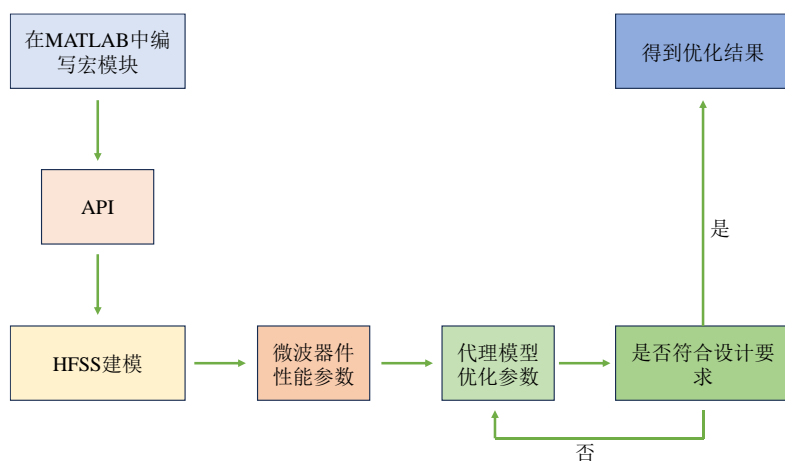 在MATLAB中编
写宏模块
得到优化结果
API
是
HFSS建模
微波器件
性能参数
代理模型
优化参数
是否符合设计要
求
否